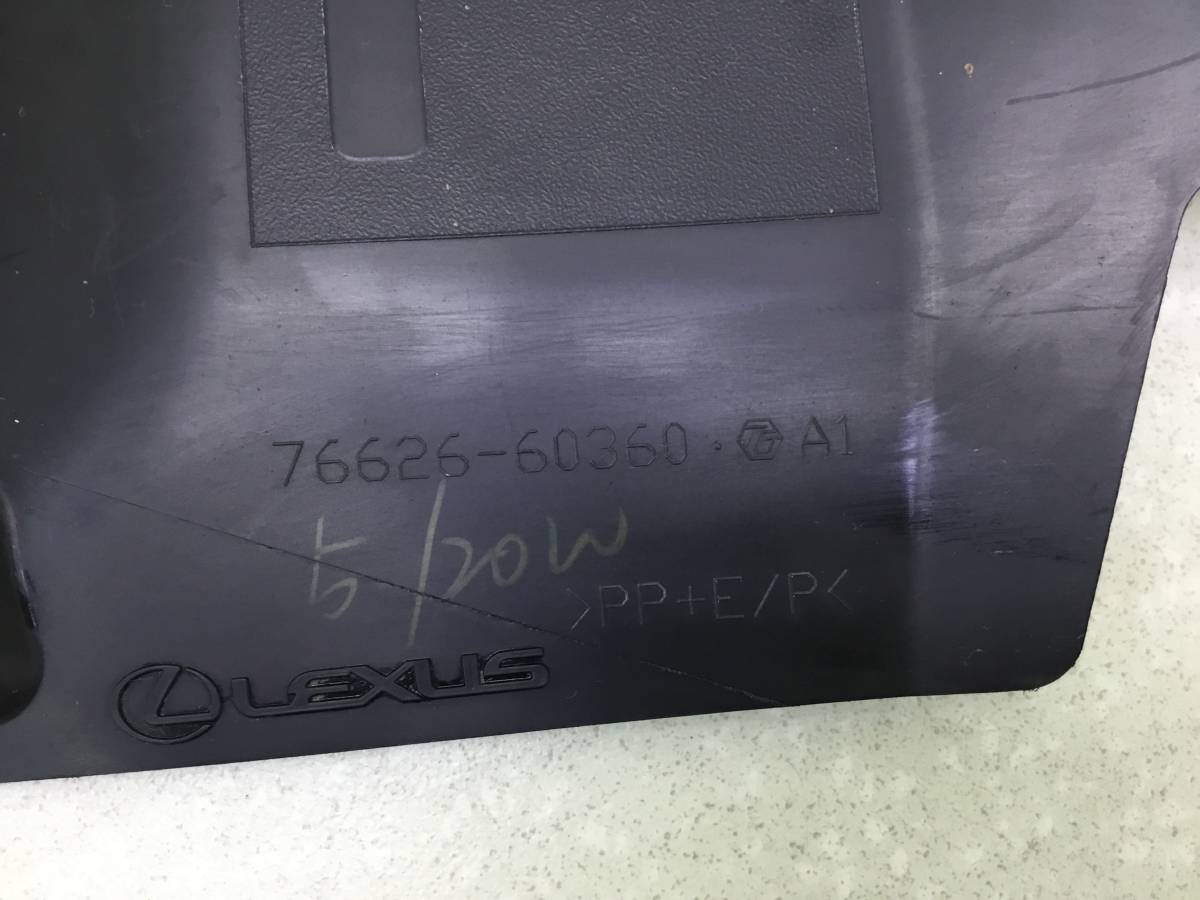 76626-60360 · A1
5/20W
>PP+E/P<
LEXUS